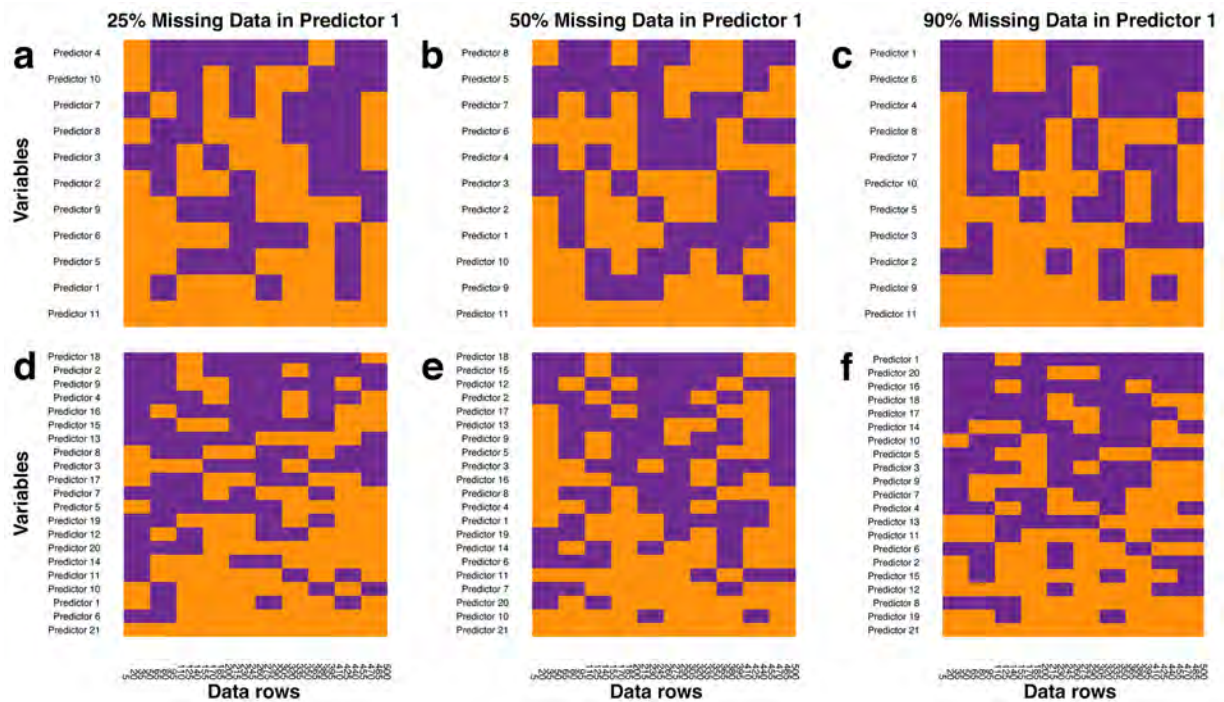 25% Missing Data in Predictor 1
50% Missing Data in Predictor 1
90% Missing Data in Predictor 1
a
Variables
Predictor 4
Predictor 10
Predictor 7
Predictor 8
Predictor 3
Predictor 2
Predictor 9
Predictor 6
Predictor 5
Predictor 1
Predictor 11
b
Predictor 8
Predictor 5
Predictor 7
Predictor 6
Predictor 4
Predictor 3
Predictor 2
Predictor 1
Predictor 10
Predictor 9
Predictor 11
c
Predictor 1
Predictor 6
Predictor 4
Predictor 8
Predictor 7
Predictor 10
Predictor 5
Predictor 3
Predictor 2
Predictor 9
Predictor 11
d
Variables
Predictor 18
Predictor 2
Predictor 9
Predictor 4
Predictor 16
Predictor 15
Predictor 13
Predictor 8
Predictor 3
Predictor 17
Predictor 7
Predictor 5
Predictor 19
Predictor 12
Predictor 20
Predictor 14
Predictor 11
Predictor 10
Predictor 1
Predictor 6
Predictor 21
e
Predictor 18
Predictor 15
Predictor 12
Predictor 2
Predictor 17
Predictor 13
Predictor 9
Predictor 5
Predictor 3
Predictor 16
Predictor 8
Predictor 4
Predictor 1
Predictor 19
Predictor 14
Predictor 6
Predictor 11
Predictor 7
Predictor 20
Predictor 10
Predictor 21
f
Predictor 1
Predictor 20
Predictor 16
Predictor 18
Predictor 17
Predictor 14
Predictor 10
Predictor 5
Predictor 3
Predictor 9
Predictor 7
Predictor 4
Predictor 13
Predictor 11
Predictor 6
Predictor 2
Predictor 15
Predictor 12
Predictor 8
Predictor 19
Predictor 21
Data rows
Data rows
Data rows